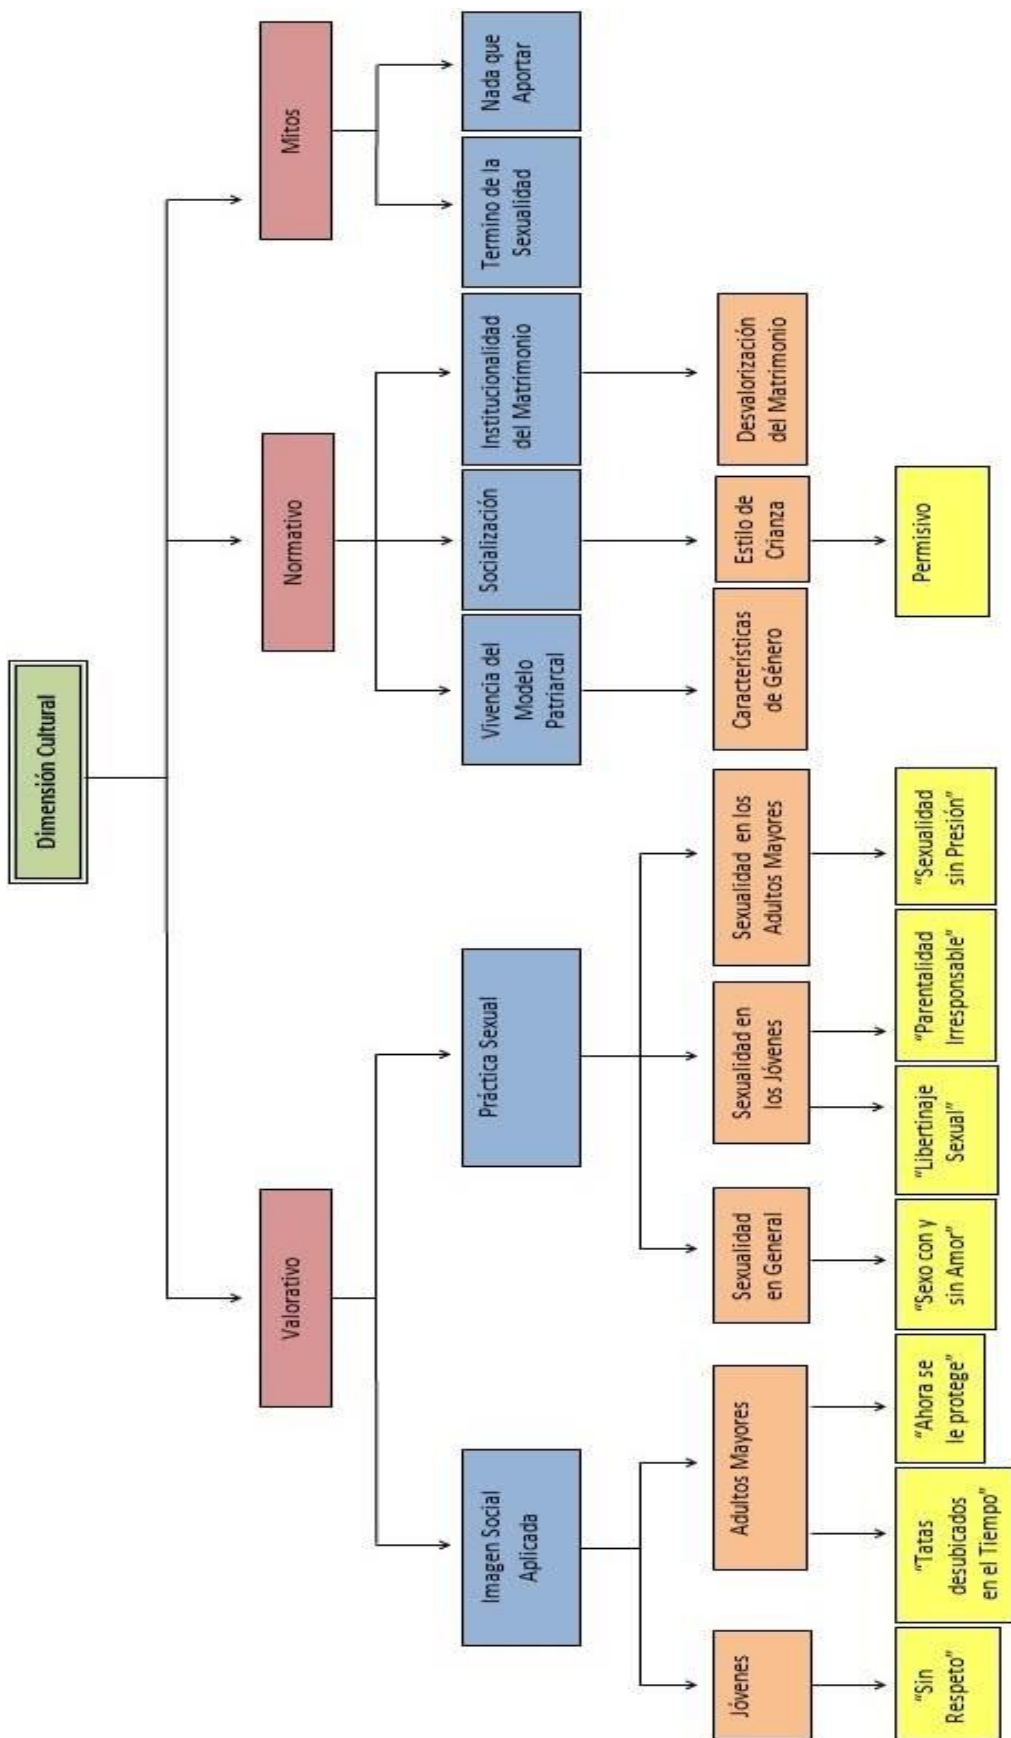 Dimensión Cultural
Valorativo
Normativo
Mitos
Imagen Social
Aplicada
Práctica Sexual
Vivencia del
Modelo
Patriarcal
Socialización
Institucionalidad
del Matrimonio
Termino de la
Sexualidad
Nada que
Aportar
Jóvenes
Adultos Mayores
Sexualidad
en General
Sexualidad en
los Jóvenes
Sexualidad en los
Adultos Mayores
Características
de Género
Estilo de
Crianza
Desvalorización
del Matrimonio
“Sin
Respeto”
“Tatas
desubicados
en el Tiempo”
“Ahora se
le protege”
“Sexo con y
sin Amor”
“Libertinaje
Sexual”
“Parentalidad
Irresponsable”
“Sexualidad
sin Presión”
Permisivo